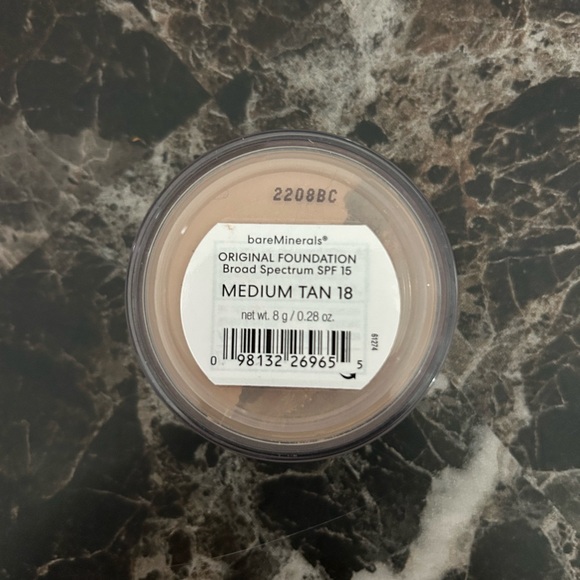 2208BC
bareMinerals®
ORIGINAL FOUNDATION
Broad Spectrum SPF 15
MEDIUM TAN 18
net wt. 8 g / 0.28 oz.
61274
0 98132 26965 5